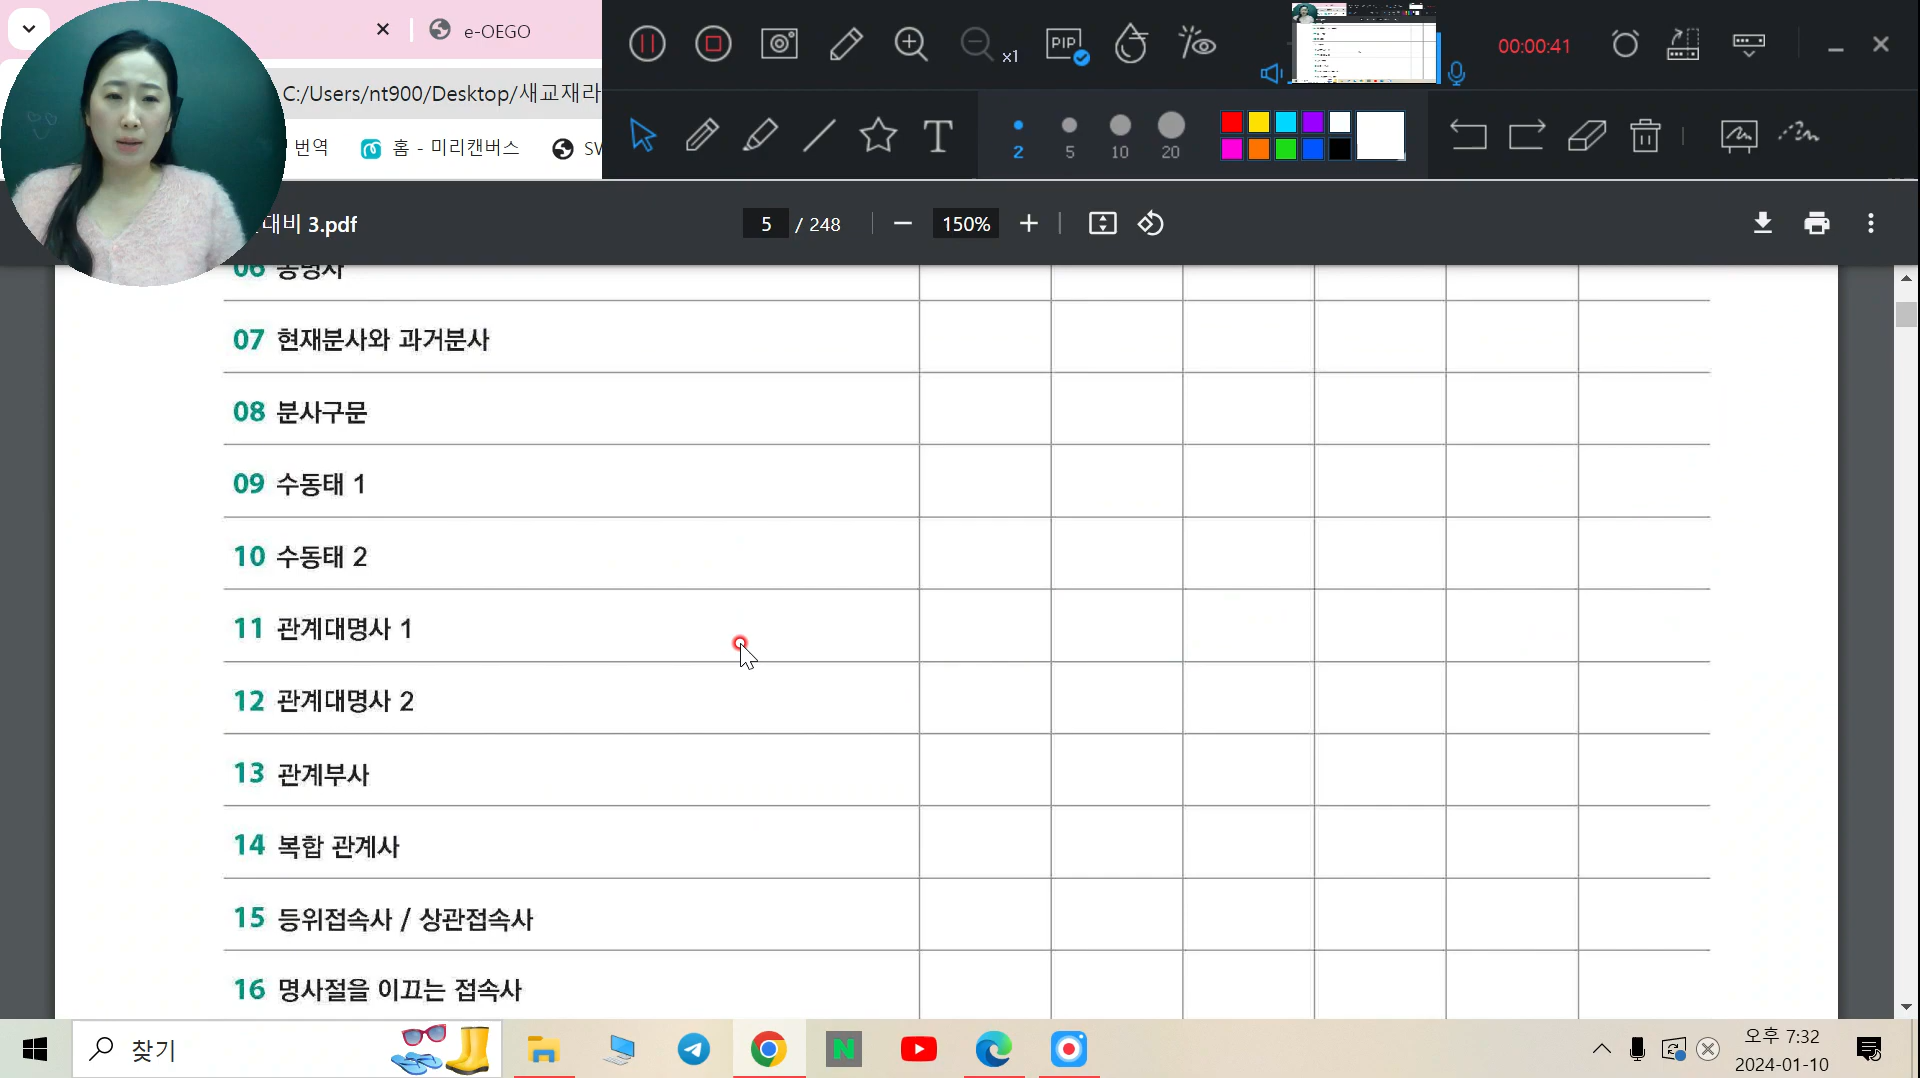 e-OEGO
x1
PIP
00:00:41
C:/Users/nt900/Desktop/새교재라
번역
홈 - 미리캔버스
SW
T
2
5
10
20
대비 3.pdf
5 / 248
150%
06 동명사
07 현재분사와 과거분사
08 분사구문
09 수동태 1
10 수동태 2
11 관계대명사 1
12 관계대명사 2
13 관계부사
14 복합 관계사
15 등위접속사 / 상관접속사
16 명사절을 이끄는 접속사
찾기
N
오후 7:32
2024-01-10